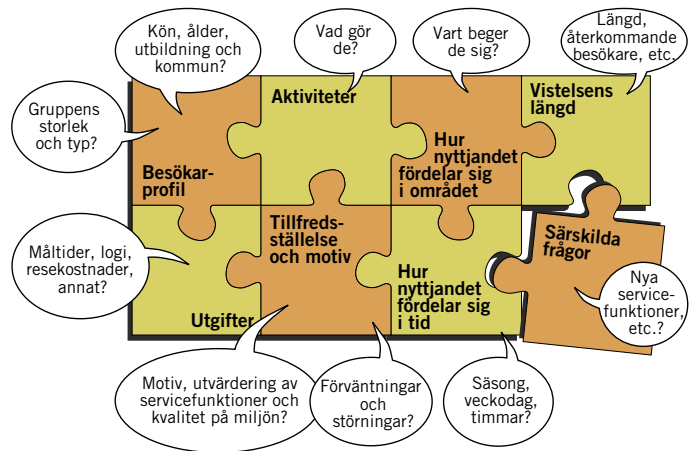 Kön, ålder,
utbildning och
kommun?
Vad gör
de?
Vart beger
de sig?
Längd,
återkommande
besökare, etc.
Gruppens
storlek
och typ?
Besökar-
profil
Aktiviteter
Hur
nyttjandet
fördelar sig
i området
Vistelsens
längd
Måltider, logi,
resekostnader,
annat?
Utgifter
Tillfreds-
ställelse
och motiv
Hur
nyttjandet
fördelar sig
i tid
Särskilda
frågor
Nya
service-
funktioner,
etc.?
Motiv, utvärdering av
servicefunktioner och
kvalitet på miljön?
Förväntningar
och
störningar?
Säsong,
veckodag,
timmar?